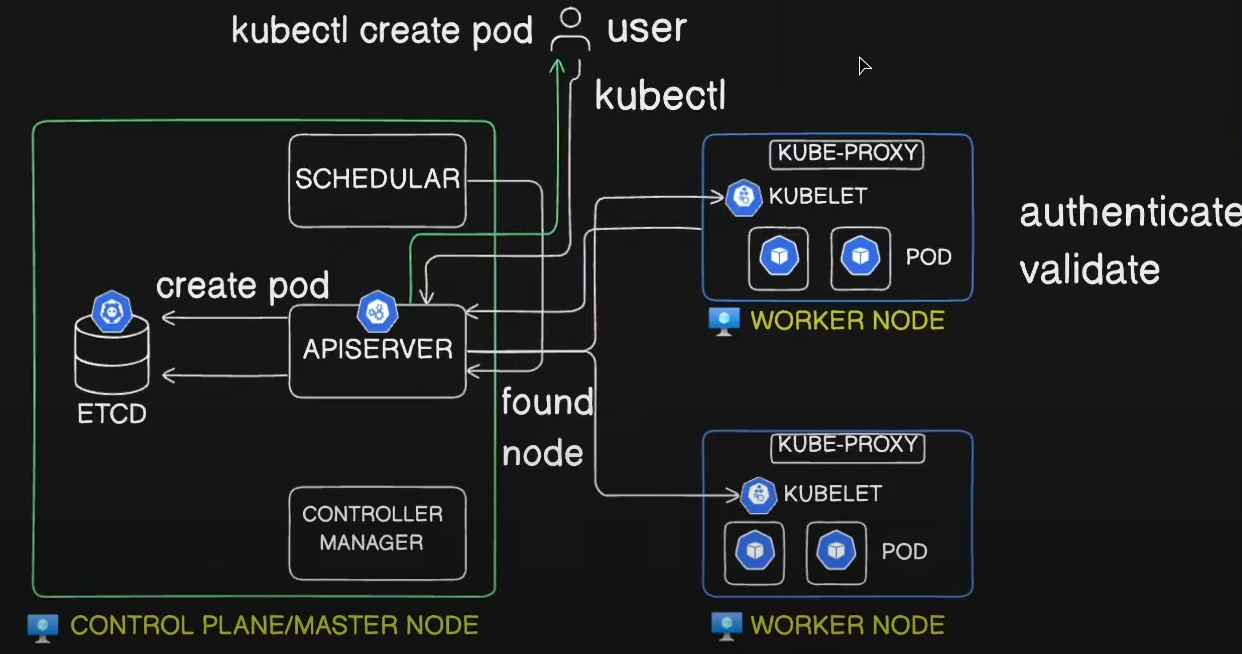 kubectl create pod
user
kubectl
SCHEDULAR
create pod
APISERVER
ETCD
found
node
CONTROLLER
MANAGER
CONTROL PLANE/MASTER NODE
KUBE-PROXY
KUBELET
POD
WORKER NODE
authenticate
validate
KUBE-PROXY
KUBELET
POD
WORKER NODE